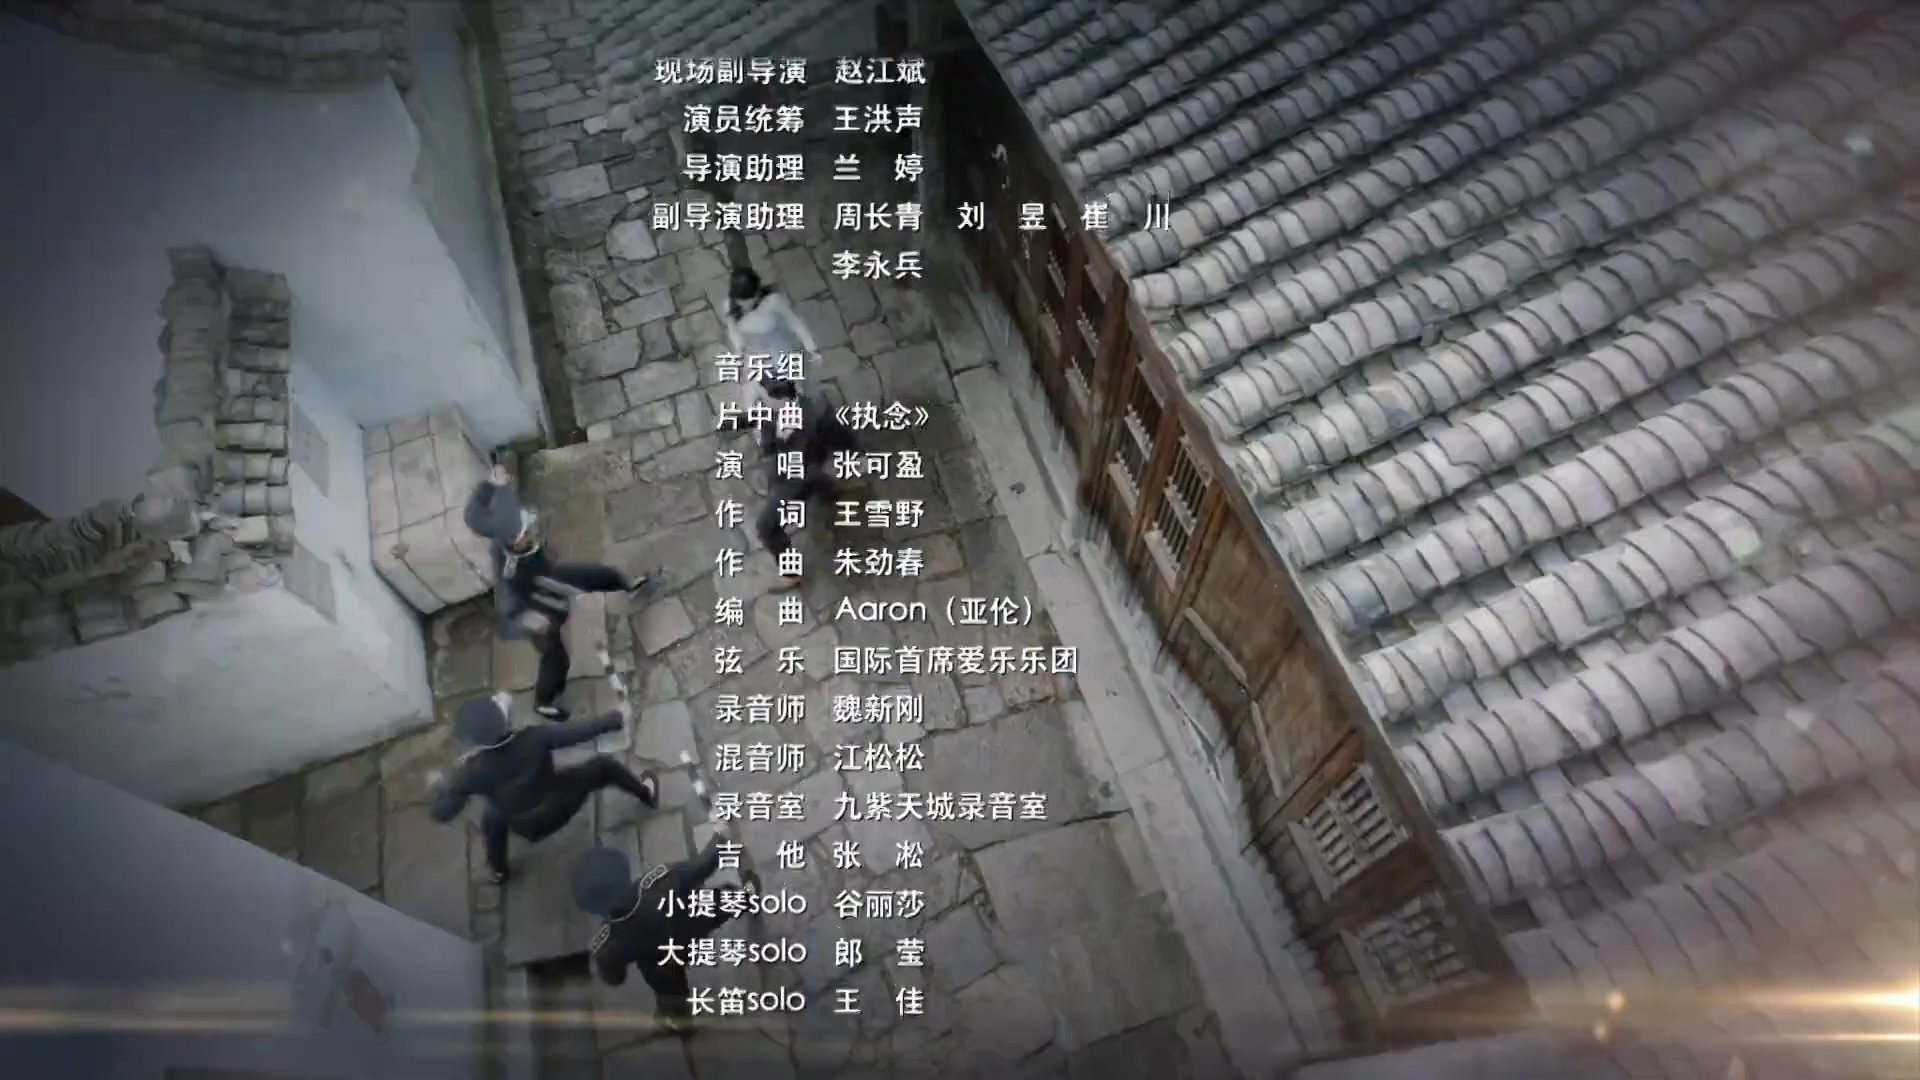 现场副导演 赵江斌
演员统筹 王洪声
导演助理 兰 婷
副导演助理 周长青 刘 昱 崔 川
李永兵
音乐组
片中曲 《执念》
演 唱 张可盈
作 词 王雪野
作 曲 朱劲春
编 曲 Aaron（亚伦）
弦 乐 国际首席爱乐乐团
录音师 魏新刚
混音师 江松松
录音室 九紫天城录音室
吉 他 张 凇
小提琴solo 谷丽莎
大提琴solo 郎 莹
长笛solo 王 佳